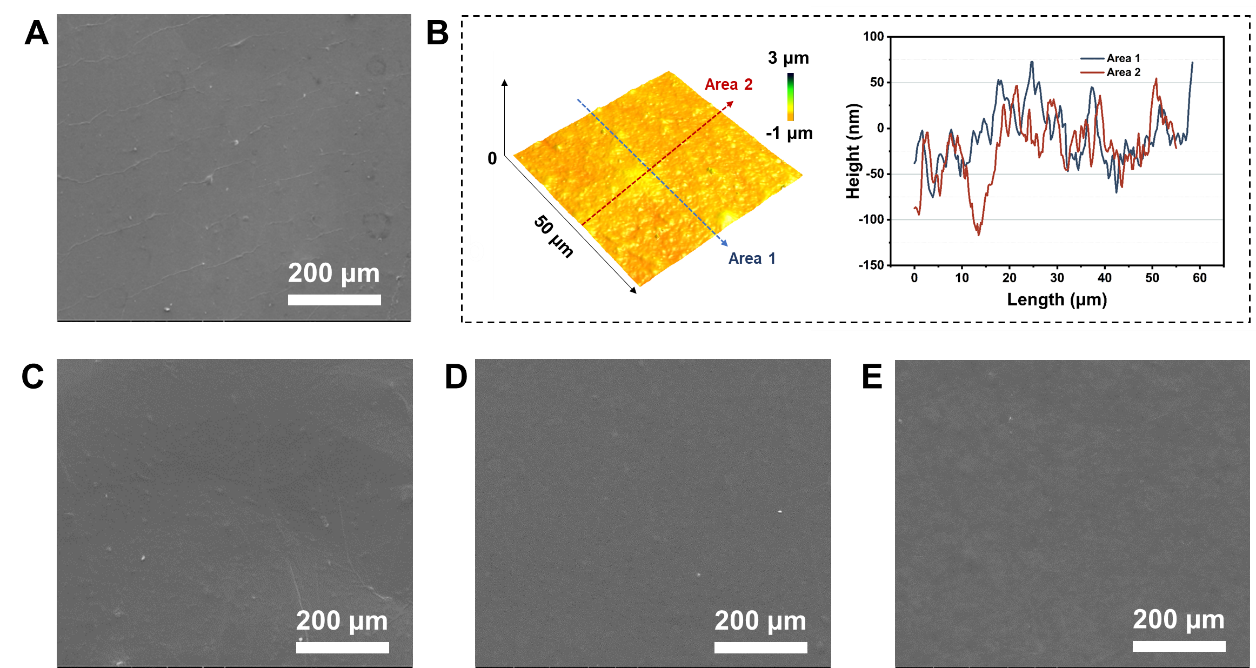 A
200 μm
B
0
50 μm
Area 2
Area 1
3 μm
-1 μm
Height (nm)
100
50
0
-50
-100
-150
Area 1
Area 2
0 10 20 30 40 50 60
Length (μm)
C
200 μm
D
200 μm
E
200 μm